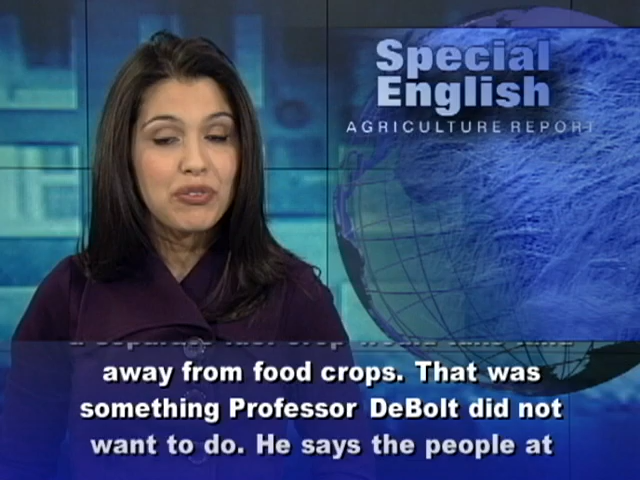 Special
English
AGRICULTURE REPORT
away from food crops. That was
something Professor DeBolt did not
want to do. He says the people at